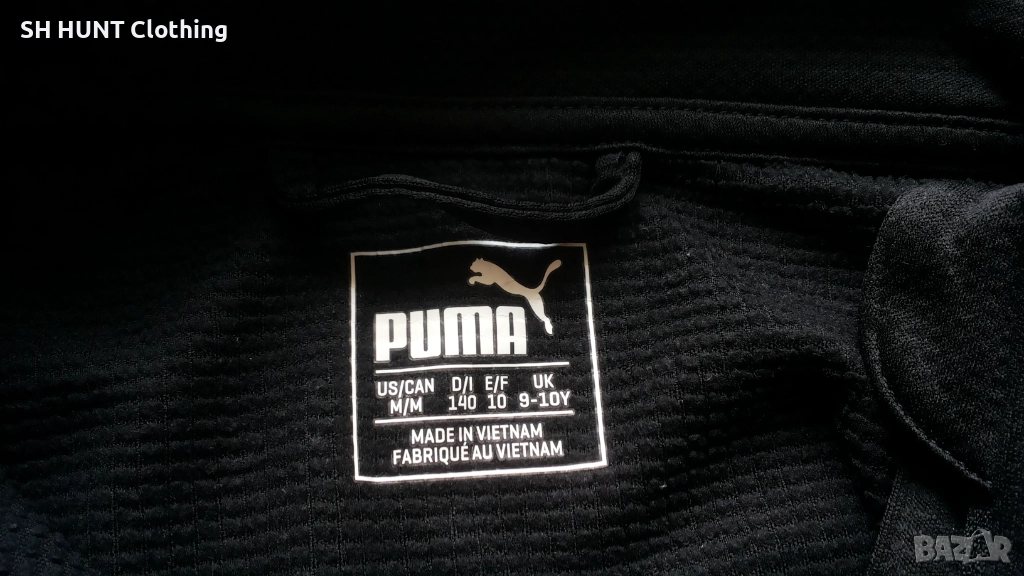 SH HUNT Clothing
PUMA
US/CAN D/I E/F UK
M/M 140 10 9-10Y
MADE IN VIETNAM
FABRIQUÉ AU VIETNAM
BAZAR